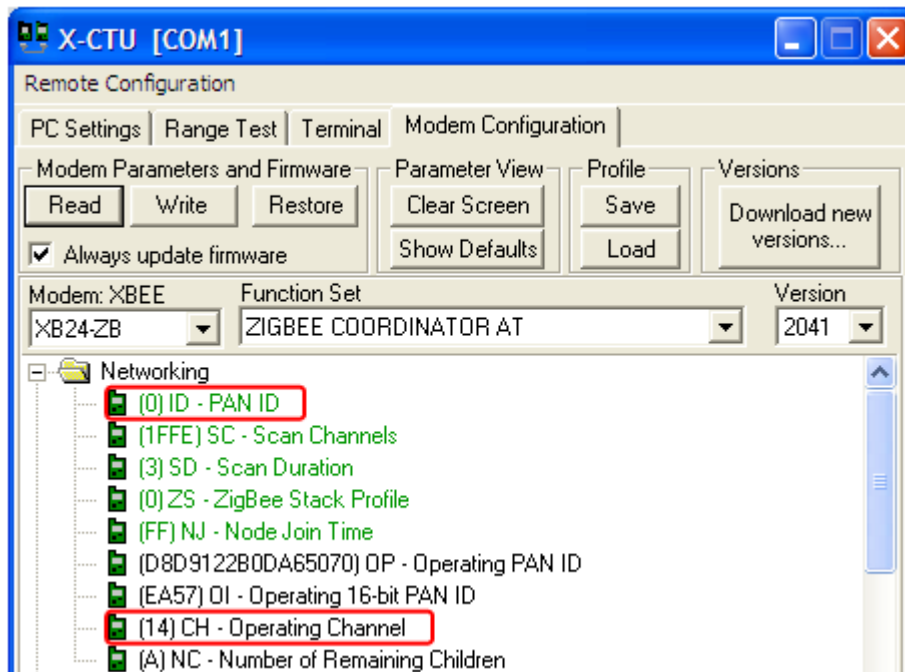 X-CTU [COM1]
Remote Configuration
PC Settings Range Test Terminal Modem Configuration
Modem Parameters and Firmware Parameter View Profile Versions
Read Write Restore Clear Screen Save Download new versions...
Always update firmware Show Defaults Load
Modem: XBEE Function Set Version
XB24-ZB ZIGBEE COORDINATOR AT 2041
Networking
(0) ID - PAN ID
(1FFE) SC - Scan Channels
(3) SD - Scan Duration
(0) ZS - ZigBee Stack Profile
(FF) NJ - Node Join Time
(D8D9122B0DA65070) OP - Operating PAN ID
(EA57) OI - Operating 16-bit PAN ID
(14) CH - Operating Channel
(A) NC - Number of Remaining Children